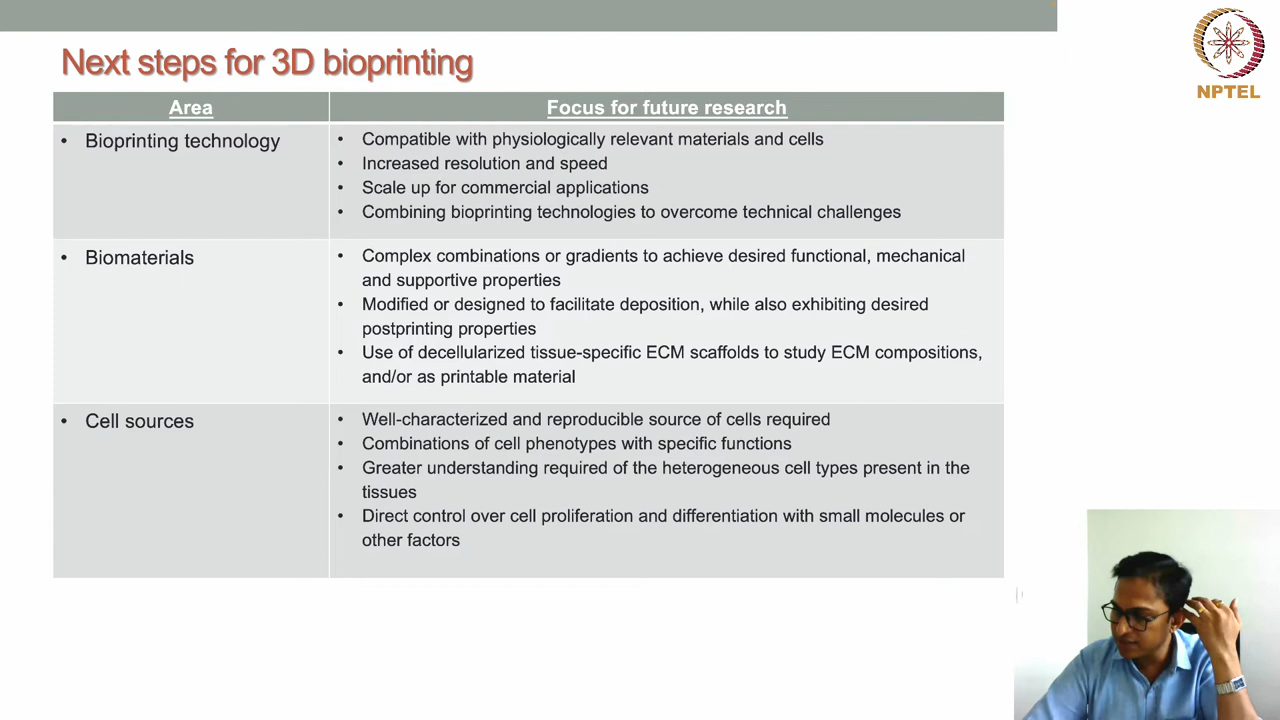 Next steps for 3D bioprinting
NPTEL
Area
Focus for future research
• Bioprinting technology
• Compatible with physiologically relevant materials and cells
• Increased resolution and speed
• Scale up for commercial applications
• Combining bioprinting technologies to overcome technical challenges
• Biomaterials
• Complex combinations or gradients to achieve desired functional, mechanical
and supportive properties
• Modified or designed to facilitate deposition, while also exhibiting desired
postprinting properties
• Use of decellularized tissue-specific ECM scaffolds to study ECM compositions,
and/or as printable material
• Cell sources
• Well-characterized and reproducible source of cells required
• Combinations of cell phenotypes with specific functions
• Greater understanding required of the heterogeneous cell types present in the
tissues
• Direct control over cell proliferation and differentiation with small molecules or
other factors